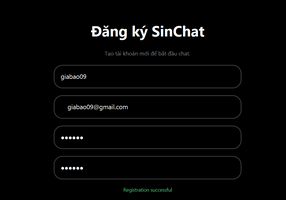 Đăng ký SinChat
Tạo tài khoản mới để bắt đầu chat.
giabao09
giabao09@gmail.com
••••••
••••••
Registration successful